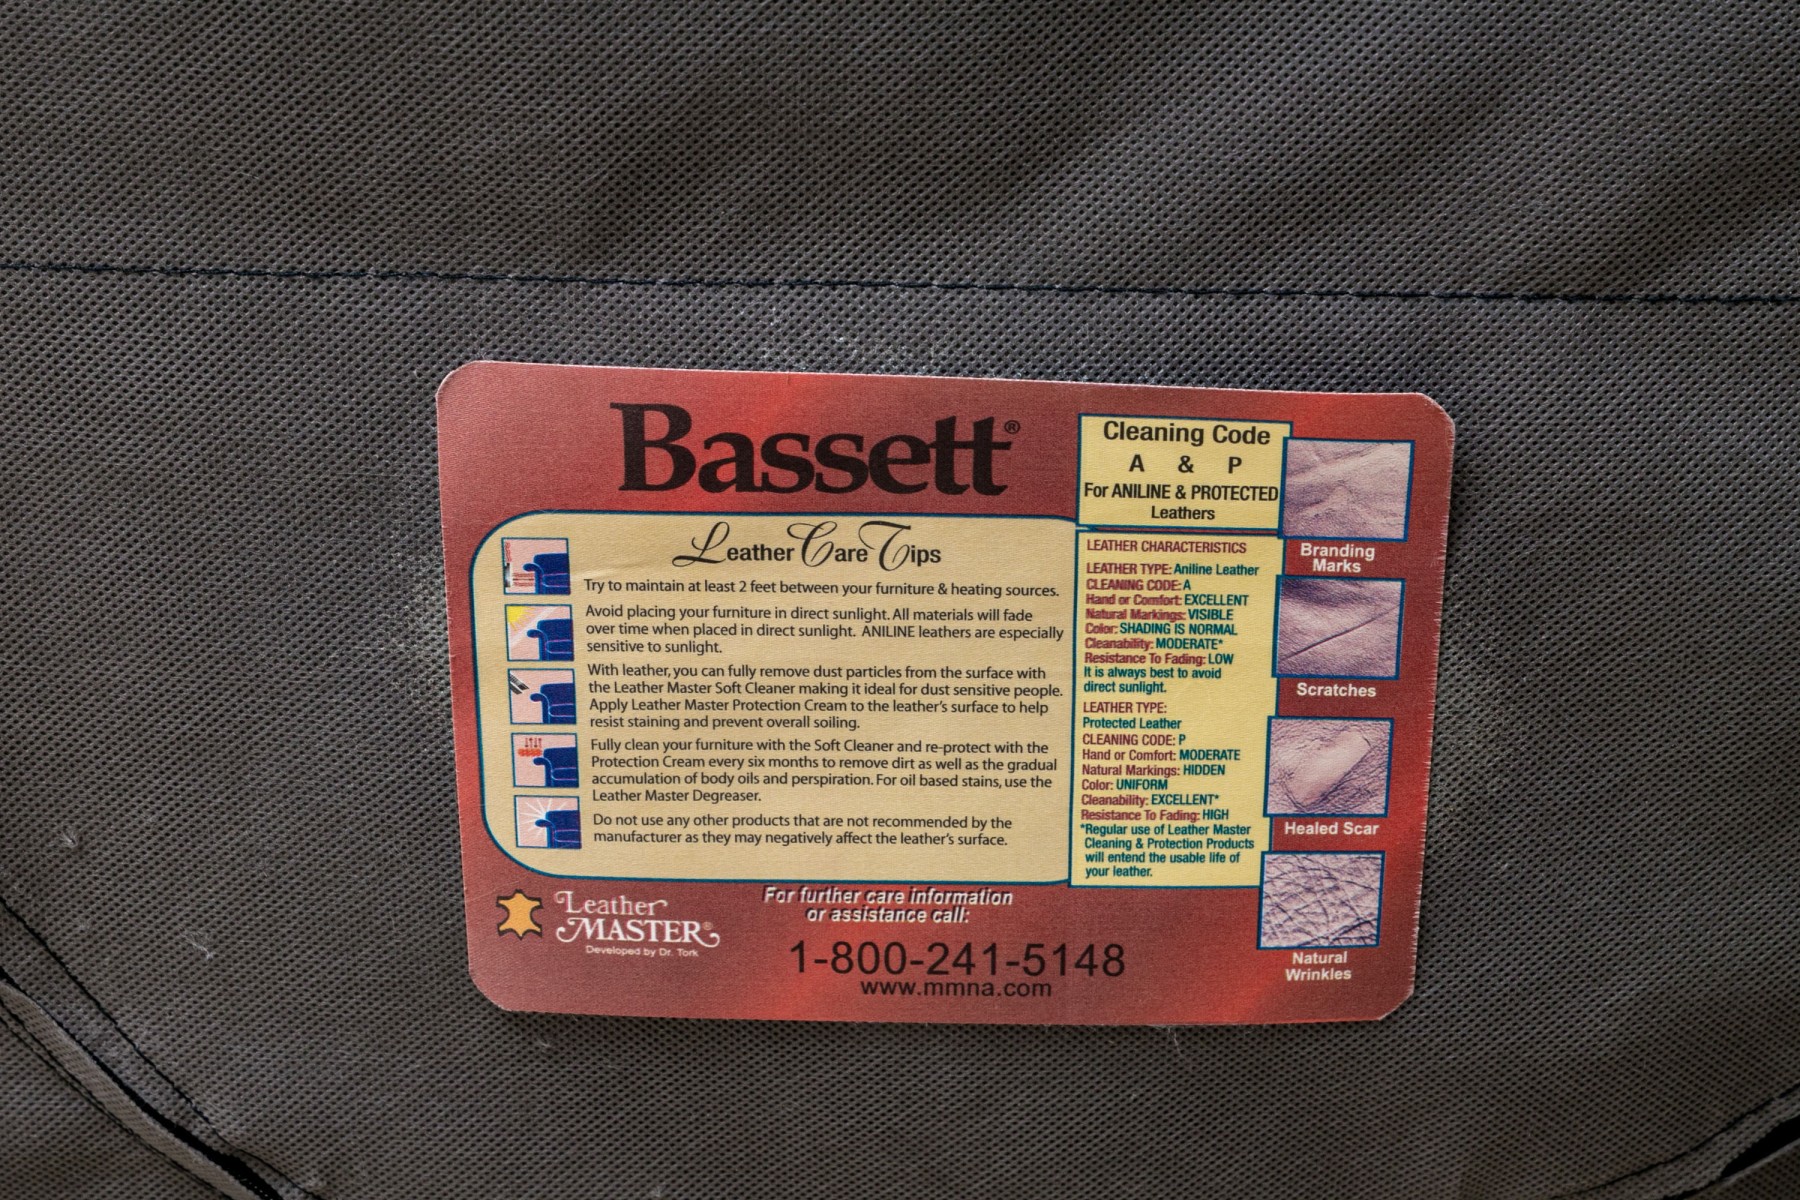 Bassett®
Leather Care Tips
Try to maintain at least 2 feet between your furniture & heating sources.
Avoid placing your furniture in direct sunlight. All materials will fade
over time when placed in direct sunlight. ANILINE leathers are especially
sensitive to sunlight.
With leather, you can fully remove dust particles from the surface with
the Leather Master Soft Cleaner making it ideal for dust sensitive people.
Apply Leather Master Protection Cream to the leather's surface to help
resist staining and prevent overall soiling.
Fully clean your furniture with the Soft Cleaner and re-protect with the
Protection Cream every six months to remove dirt as well as the gradual
accumulation of body oils and perspiration. For oil based stains, use the
Leather Master Degreaser.
Do not use any other products that are not recommended by the
manufacturer as they may negatively affect the leather's surface.
Cleaning Code
A & P
For ANILINE & PROTECTED
Leathers
LEATHER CHARACTERISTICS
LEATHER TYPE: Aniline Leather
CLEANING CODE: A
Hand or Comfort: EXCELLENT
Natural Markings: VISIBLE
Color: SHADING IS NORMAL
Cleanability: MODERATE*
Resistance To Fading: LOW
It is always best to avoid
direct sunlight.
LEATHER TYPE:
Protected Leather
CLEANING CODE: P
Hand or Comfort: MODERATE
Natural Markings: HIDDEN
Color: UNIFORM
Cleanability: EXCELLENT*
Resistance To Fading: HIGH
*Regular use of Leather Master
Cleaning & Protection Products
will entend the usable life of
your leather.
Branding
Marks
Scratches
Healed Scar
Natural
Wrinkles
Leather
MASTER®
Developed by Dr. Tork
For further care information
or assistance call:
1-800-241-5148
www.mmna.com